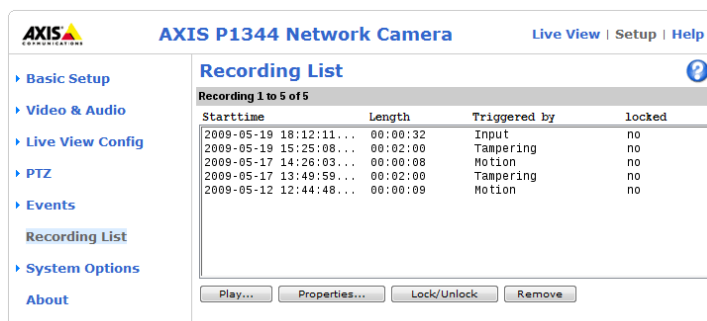 AXIS COMMUNICATIONS AXIS P1344 Network Camera Live View | Setup | Help
Basic Setup
Video & Audio
Live View Config
PTZ
Events
Recording List
System Options
About
Recording List
Recording 1 to 5 of 5
Starttime Length Triggered by locked
2009-05-19 18:12:11... 00:00:32 Input no
2009-05-19 15:25:08... 00:02:00 Tampering no
2009-05-17 14:26:03... 00:00:08 Motion no
2009-05-17 13:49:59... 00:02:00 Tampering no
2009-05-12 12:44:48... 00:00:09 Motion no
Play... Properties... Lock/Unlock Remove